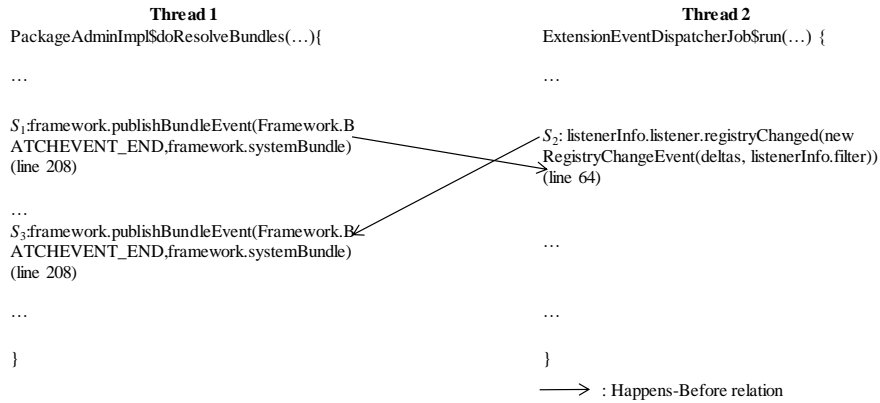 Thread 1
PackageAdminImpl$doResolveBundles(…){
…
S1:framework.publishBundleEvent(Framework.B
ATCHEVENT_END,framework.systemBundle)
(line 208)
…
S3:framework.publishBundleEvent(Framework.B
ATCHEVENT_END,framework.systemBundle)
(line 208)
…
}
Thread 2
ExtensionEventDispatcherJob$run(…) {
…
S2: listenerInfo.listener.registryChanged(new
RegistryChangeEvent(deltas, listenerInfo.filter))
(line 64)
…
…
}
: Happens-Before relation